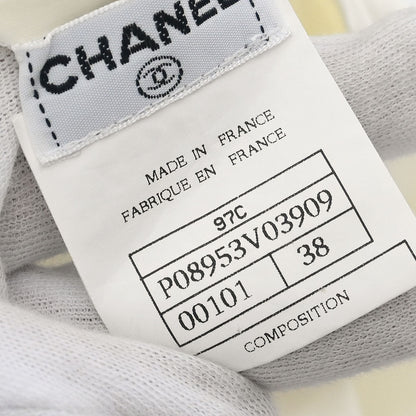 CHANEL
MADE IN FRANCE
FABRIQUE EN FRANCE
97C
P08953V03909
00101 38
COMPOSITION